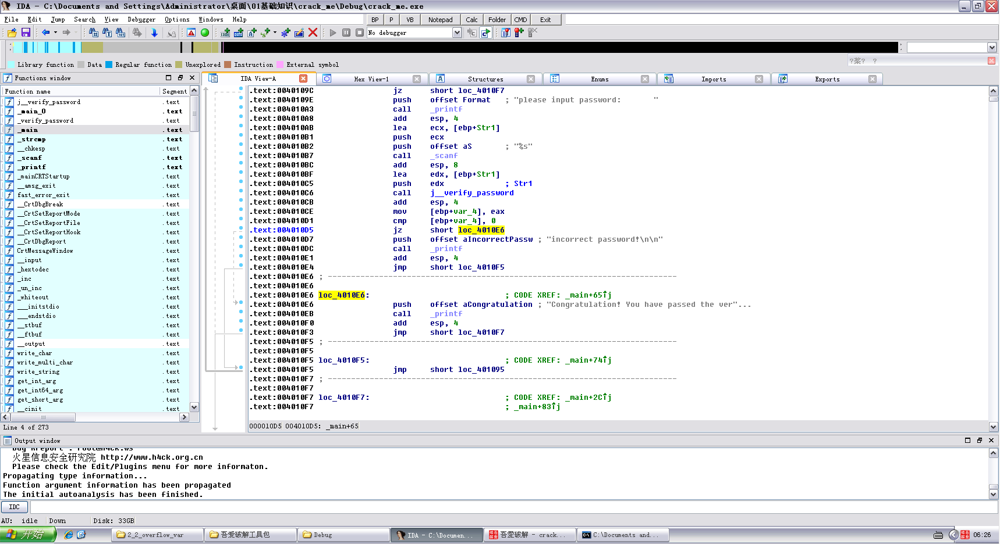 IDA - C:\Documents and Settings\Administrator\桌面\01基础知识\crack_me\Debug\crack_me.exe
File Edit Jump Search View Debugger Options Windows Help
BP P VB Notepad Calc Folder CMD Exit
No debugger
Library function Data Regular function Unexplored Instruction External symbol
Functions window
IDA View-A Hex View-1 Structures Enums Imports Exports
Function name Segment
j__verify_password .text
_main_0 .text
_verify_password .text
_main .text
_strcmp .text
__chkesp .text
_scanf .text
_printf .text
_mainCRTStartup .text
__amsg_exit .text
fast_error_exit .text
__CrtDbgBreak .text
__CrtSetReportMode .text
__CrtSetReportFile .text
__CrtSetReportHook .text
__CrtDbgReport .text
CrtMessageWindow .text
__input .text
_hextodec .text
_inc .text
_un_inc .text
_whiteout .text
___initstdio .text
___endstdio .text
__stbuf .text
__ftbuf .text
__output .text
write_char .text
write_multi_char .text
write_string .text
get_int_arg .text
get_int64_arg .text
get_short_arg .text
__cinit .text
Line 4 of 273
.text:0040109C jz short loc_4010F7
.text:0040109E push offset Format ; "please input password: "
.text:004010A3 call _printf
.text:004010A8 add esp, 4
.text:004010AB lea ecx, [ebp+Str1]
.text:004010B1 push ecx
.text:004010B2 push offset aS ; "%s"
.text:004010B7 call _scanf
.text:004010BC add esp, 8
.text:004010BF lea edx, [ebp+Str1]
.text:004010C5 push edx ; Str1
.text:004010C6 call j__verify_password
.text:004010CB add esp, 4
.text:004010CE mov [ebp+var_4], eax
.text:004010D1 cmp [ebp+var_4], 0
.text:004010D5 jz short loc_4010E6
.text:004010D7 push offset aIncorrectPassw ; "incorrect password!\n\n"
.text:004010DC call _printf
.text:004010E1 add esp, 4
.text:004010E4 jmp short loc_4010F5
.text:004010E6 ; ---------------------------------------------------------------------------
.text:004010E6
.text:004010E6 loc_4010E6: ; CODE XREF: _main+65↑j
.text:004010E6 push offset aCongratulation ; "Congratulation! You have passed the ver"...
.text:004010EB call _printf
.text:004010F0 add esp, 4
.text:004010F3 jmp short loc_4010F7
.text:004010F5 ; ---------------------------------------------------------------------------
.text:004010F5
.text:004010F5 loc_4010F5: ; CODE XREF: _main+74↑j
.text:004010F5 jmp short loc_401095
.text:004010F7 ; ---------------------------------------------------------------------------
.text:004010F7
.text:004010F7 loc_4010F7: ; CODE XREF: _main+2C↑j
.text:004010F7 ; _main+83↑j
000010D5 004010D5: _main+65
Output window
火星信息安全研究院 http://www.h4ck.org.cn
Please check the Edit/Plugins menu for more informaton.
Propagating type information...
Function argument information has been propagated
The initial autoanalysis has been finished.
IDC
AU: idle Down Disk: 33GB
开始 2_2_overflow_var 吾爱破解工具包 Debug IDA - C:\Documen... 吾愛破解 - crack... C:\Documents and... 06:26